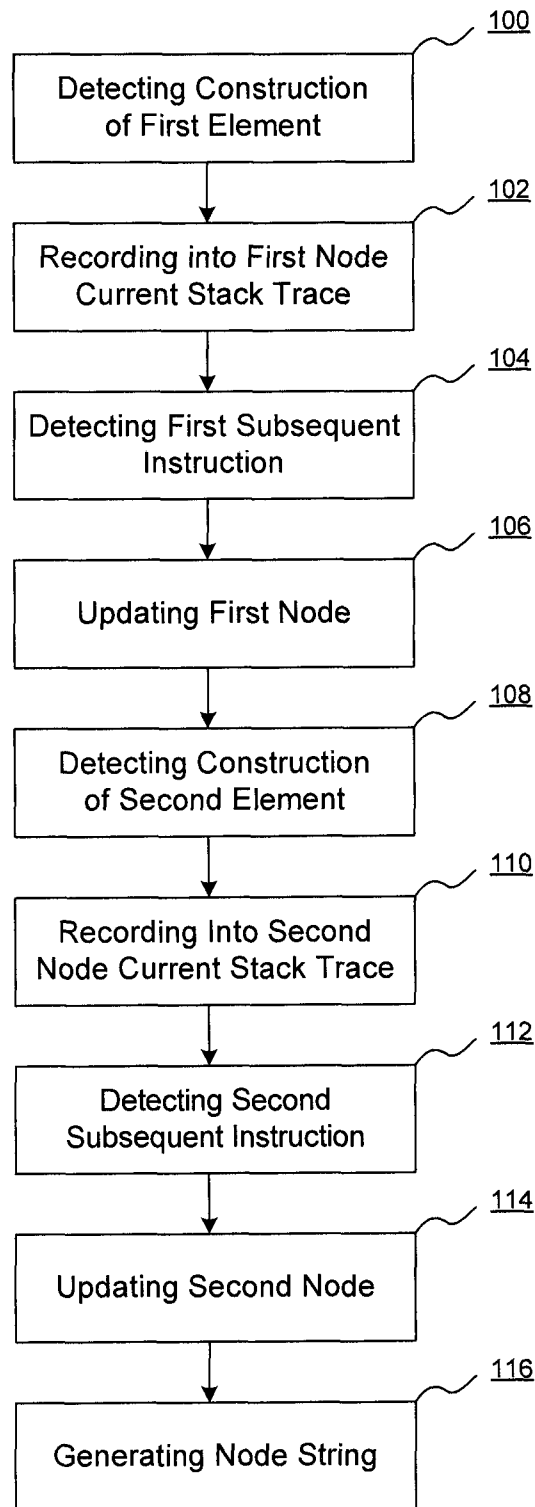 100
Detecting Construction
of First Element
102
Recording into First Node
Current Stack Trace
104
Detecting First Subsequent
Instruction
106
Updating First Node
108
Detecting Construction
of Second Element
110
Recording Into Second
Node Current Stack Trace
112
Detecting Second
Subsequent Instruction
114
Updating Second Node
116
Generating Node String